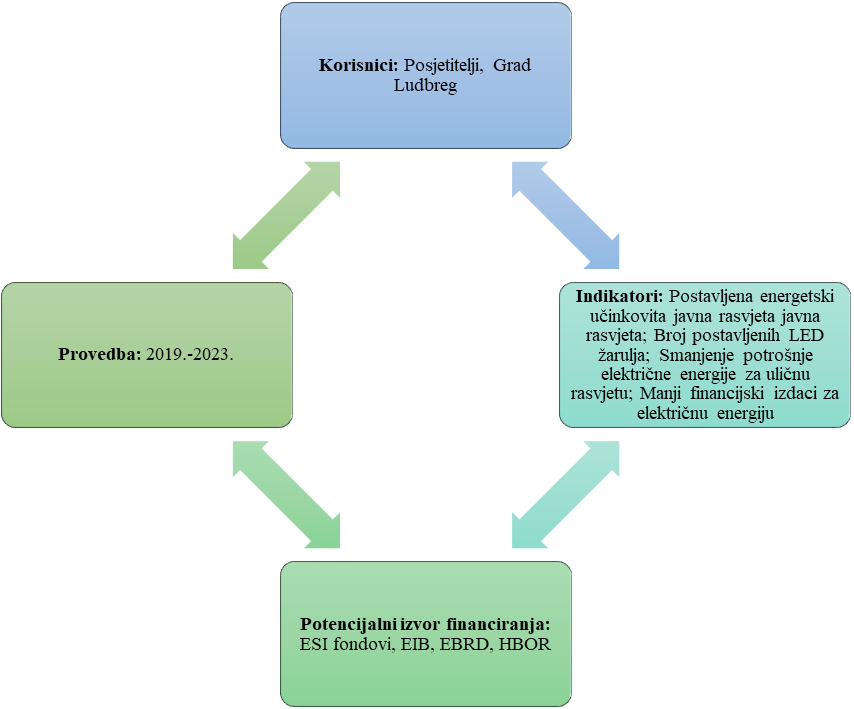 Korisnici: Posjetitelji, Grad
Ludbreg
Provedba: 2019.-2023.
Indikatori: Postavljena energetski
učinkovita javna rasvjeta javna
rasvjeta; Broj postavljenih LED
žarulja; Smanjenje potrošnje
električne energije za uličnu
rasvjetu; Manji financijski izdaci za
električnu energiju
Potencijalni izvor financiranja:
ESI fondovi, EIB, EBRD, HBOR